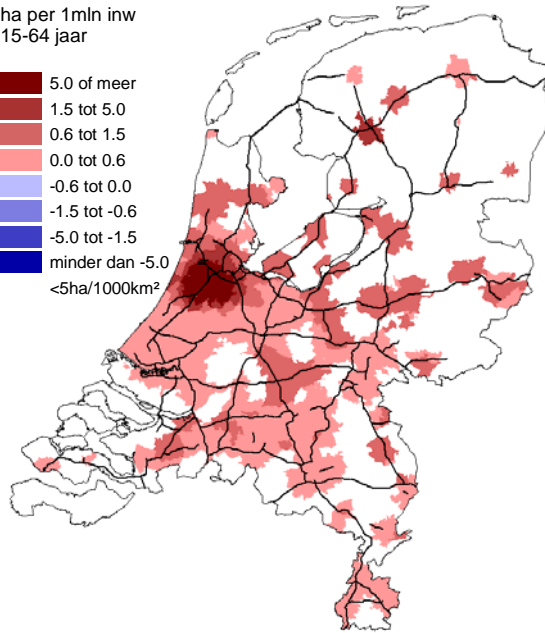 ha per 1mln inw
15-64 jaar
5.0 of meer
1.5 tot 5.0
0.6 tot 1.5
0.0 tot 0.6
-0.6 tot 0.0
-1.5 tot -0.6
-5.0 tot -1.5
minder dan -5.0
<5ha/1000km²